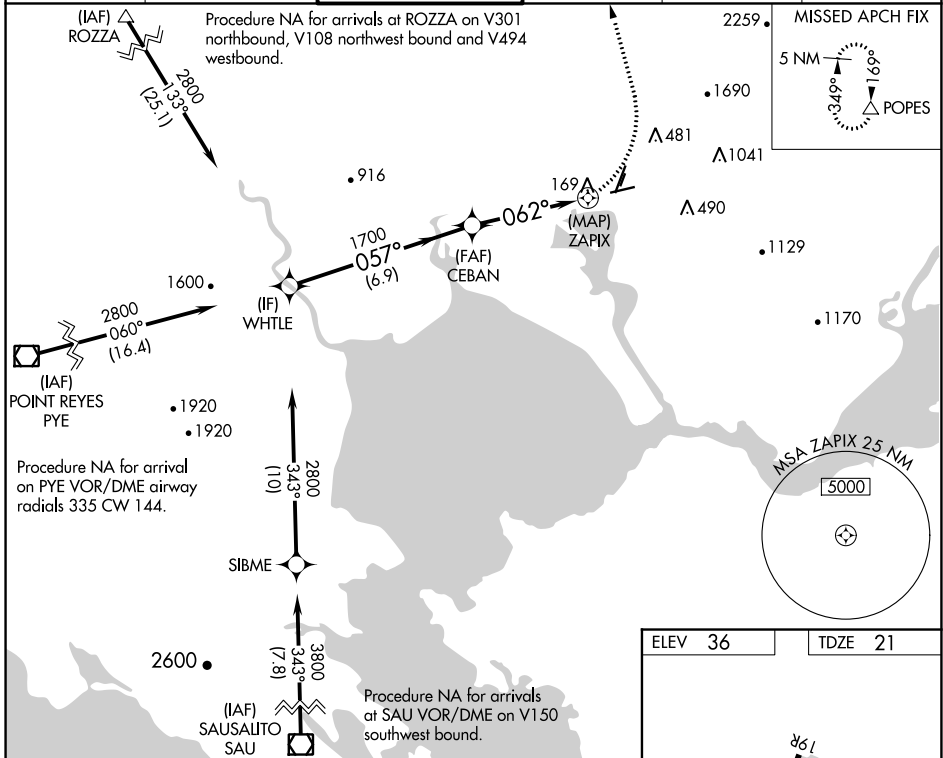 (IAF)
ROZZA
Procedure NA for arrivals at ROZZA on V301
northbound, V108 northwest bound and V494
westbound.
2800
133°
(25.1)
2259
MISSED APCH FIX
5 NM
349°
169°
POPES
1690
481
1041
916
169
062°
(MAP)
ZAPIX
490
1700
057°
(6.9)
(FAF)
CEBAN
1129
1600
(IF)
WHTLE
2800
060°
(16.4)
1170
(IAF)
POINT REYES
PYE
1920
1920
Procedure NA for arrival
on PYE VOR/DME airway
radials 335 CW 144.
2800
343°
(10)
MSA ZAPIX 25 NM
5000
SIBME
3800
343°
(7.8)
2600
ELEV 36
TDZE 21
(IAF)
SAUSALITO
SAU
Procedure NA for arrivals
at SAU VOR/DME on V150
southwest bound.
19R